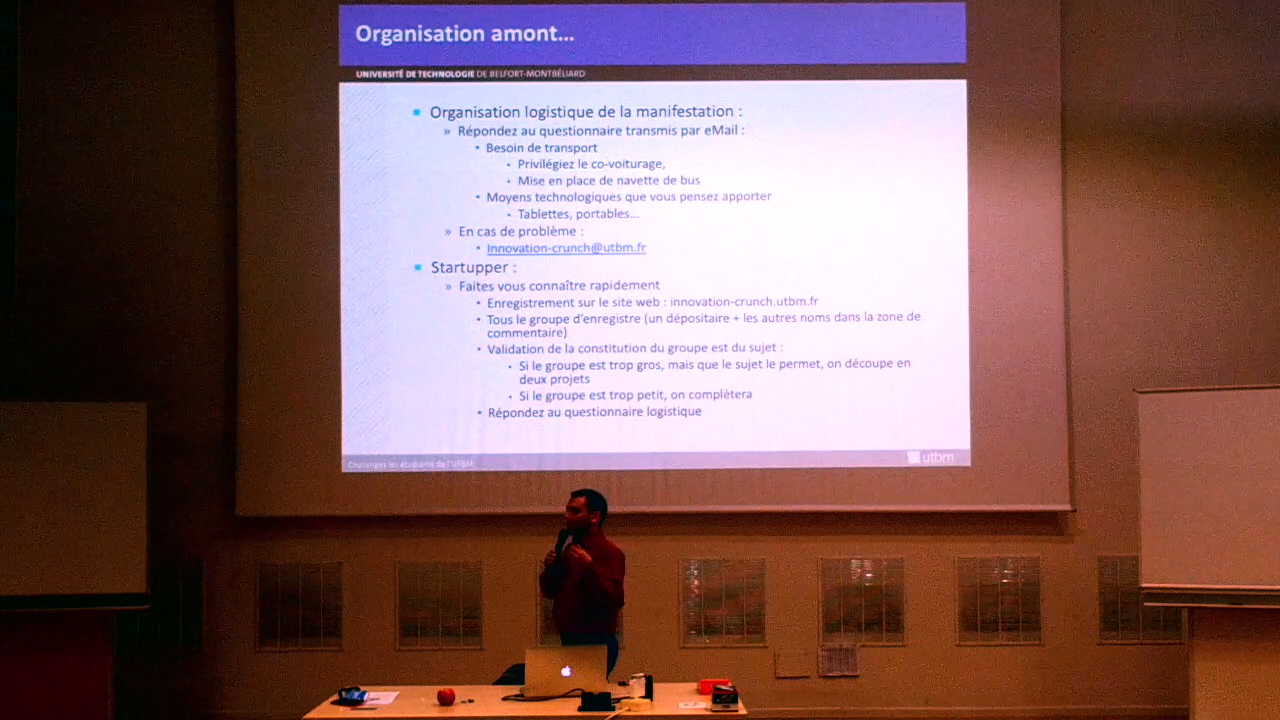 Organisation amont...
UNIVERSITÉ DE TECHNOLOGIE DE BELFORT-MONTBÉLIARD
Organisation logistique de la manifestation :
» Répondez au questionnaire transmis par eMail :
• Besoin de transport
• Privilégiez le co-voiturage,
• Mise en place de navette de bus
• Moyens technologiques que vous pensez apporter
• Tablettes, portables...
» En cas de problème :
• Innovation-crunch@utbm.fr
Startupper :
» Faites vous connaître rapidement
• Enregistrement sur le site web : innovation-crunch.utbm.fr
• Tous le groupe d'enregistre (un dépositaire + les autres noms dans la zone de
commentaire)
• Validation de la constitution du groupe est du sujet :
• Si le groupe est trop gros, mais que le sujet le permet, on découpe en
deux projets
• Si le groupe est trop petit, on complètera
• Répondez au questionnaire logistique
Challenges les étudiants de l'UTBM
utbm